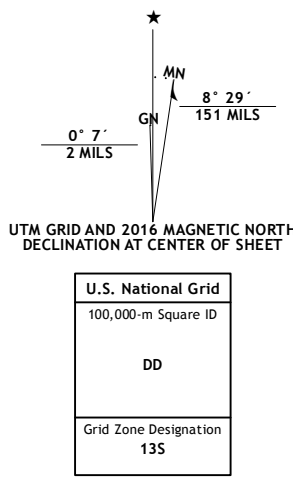 ★
MN
8° 29´
151 MILS
GN
0° 7´
2 MILS
UTM GRID AND 2016 MAGNETIC NORTH
DECLINATION AT CENTER OF SHEET
U.S. National Grid
100,000-m Square ID
DD
Grid Zone Designation
13S